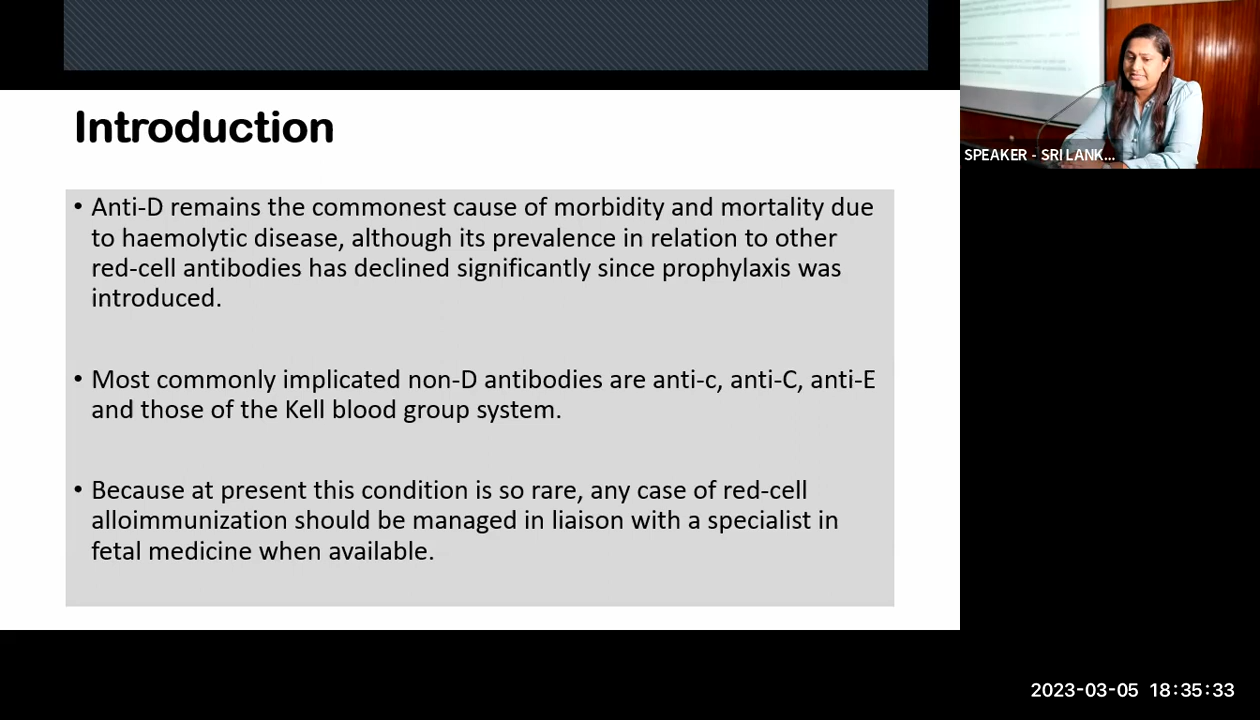 Introduction
• Anti-D remains the commonest cause of morbidity and mortality due
to haemolytic disease, although its prevalence in relation to other
red-cell antibodies has declined significantly since prophylaxis was
introduced.
• Most commonly implicated non-D antibodies are anti-c, anti-C, anti-E
and those of the Kell blood group system.
• Because at present this condition is so rare, any case of red-cell
alloimmunization should be managed in liaison with a specialist in
fetal medicine when available.
SPEAKER - SRI LANK...
2023-03-05 18:35:33